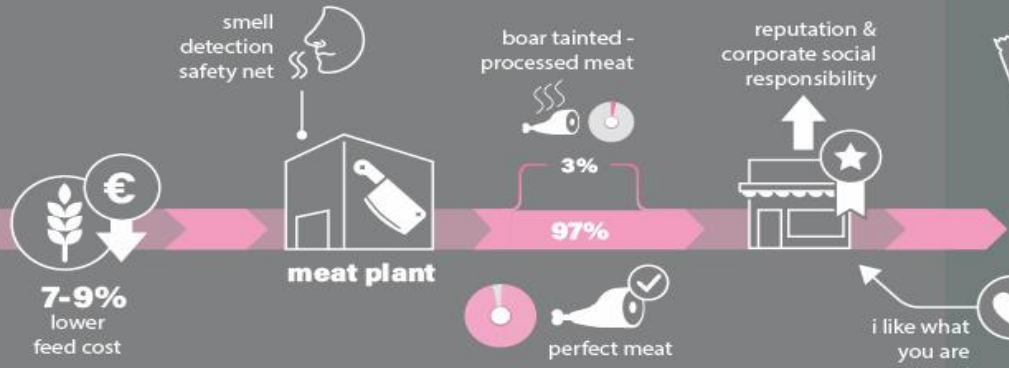 smell
detection
safety net
boar tainted -
processed meat
reputation &
corporate social
responsibility
€
3%
97%
meat plant
7-9%
lower
feed cost
perfect meat
i like what
you are